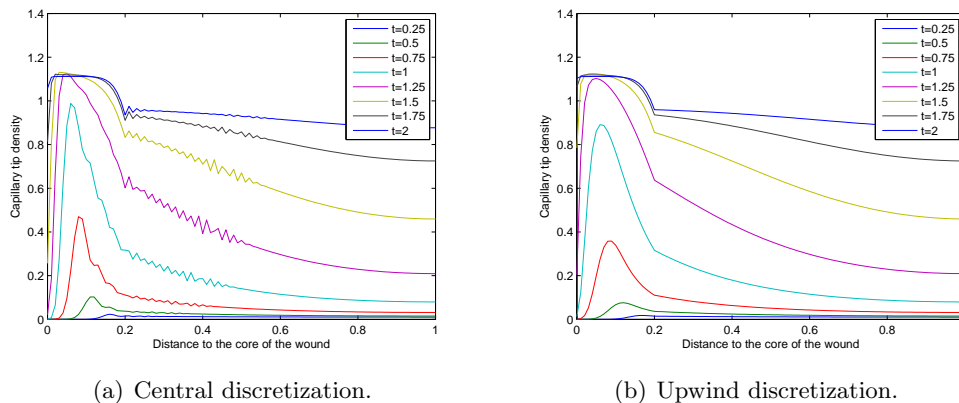 1.4
1.2
1
0.8
0.6
0.4
0.2
0
Capillary tip density
0 0.2 0.4 0.6 0.8 1
Distance to the core of the wound
t=0.25
t=0.5
t=0.75
t=1
t=1.25
t=1.5
t=1.75
t=2
(a) Central discretization.
1.4
1.2
1
0.8
0.6
0.4
0.2
0
Capillary tip density
0 0.2 0.4 0.6 0.8
Distance to the core of the wound
t=0.25
t=0.5
t=0.75
t=1
t=1.25
t=1.5
t=1.75
t=2
(b) Upwind discretization.